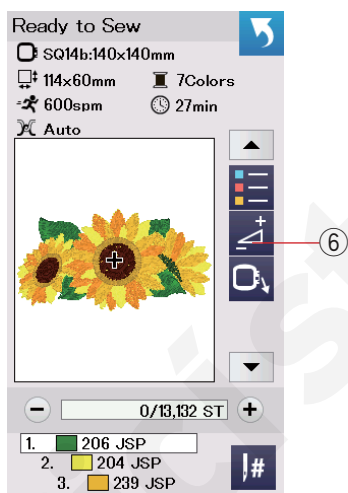 Ready to Sew
SQ14b:140x140mm
114x60mm 7Colors
600spm 27min
Auto
⑥
0/13,132 ST
1. 206 JSP
2. 204 JSP
3. 239 JSP
#